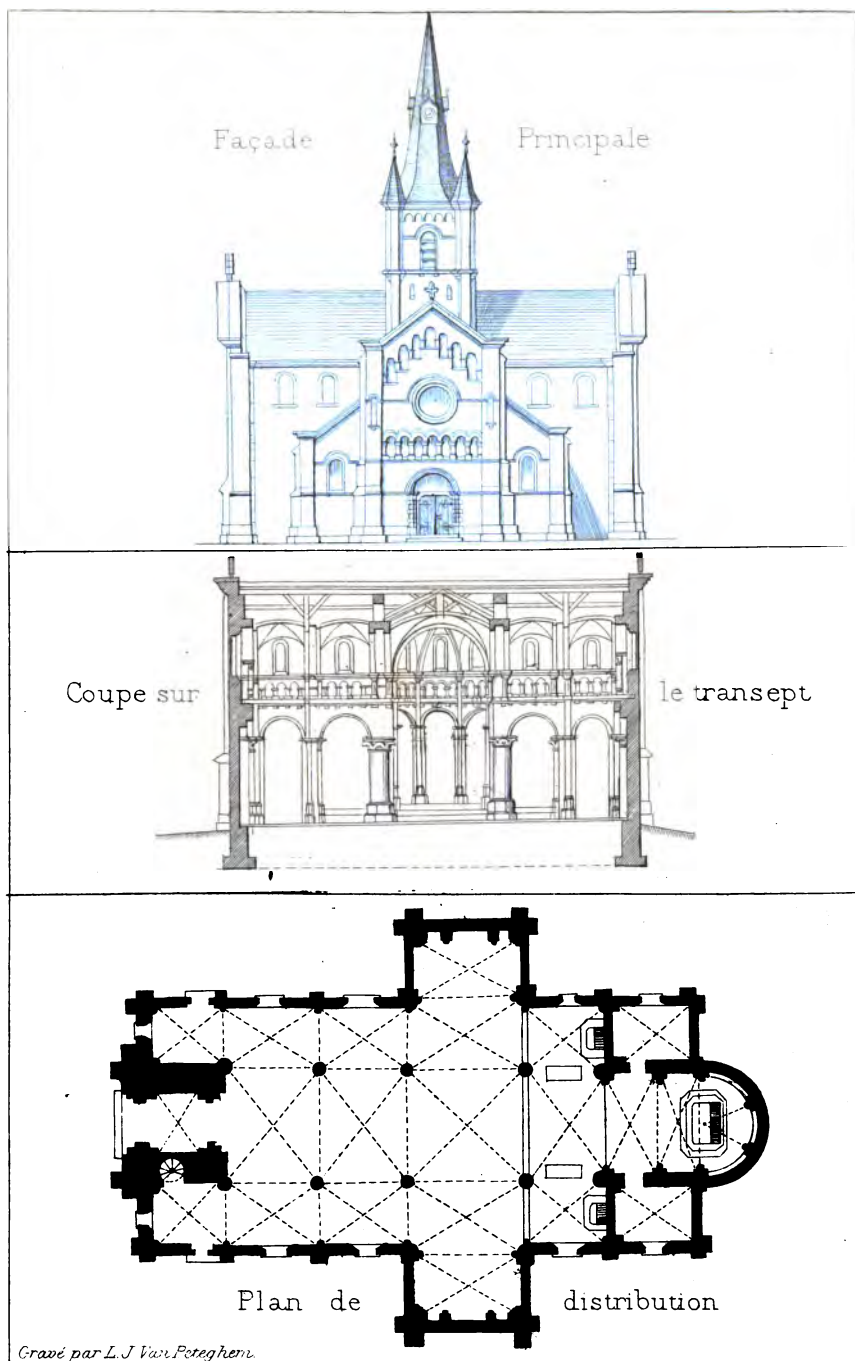 Façade Principale
Coupe sur le transept
Plan de distribution
Gravé par L. J Van Peteghem.